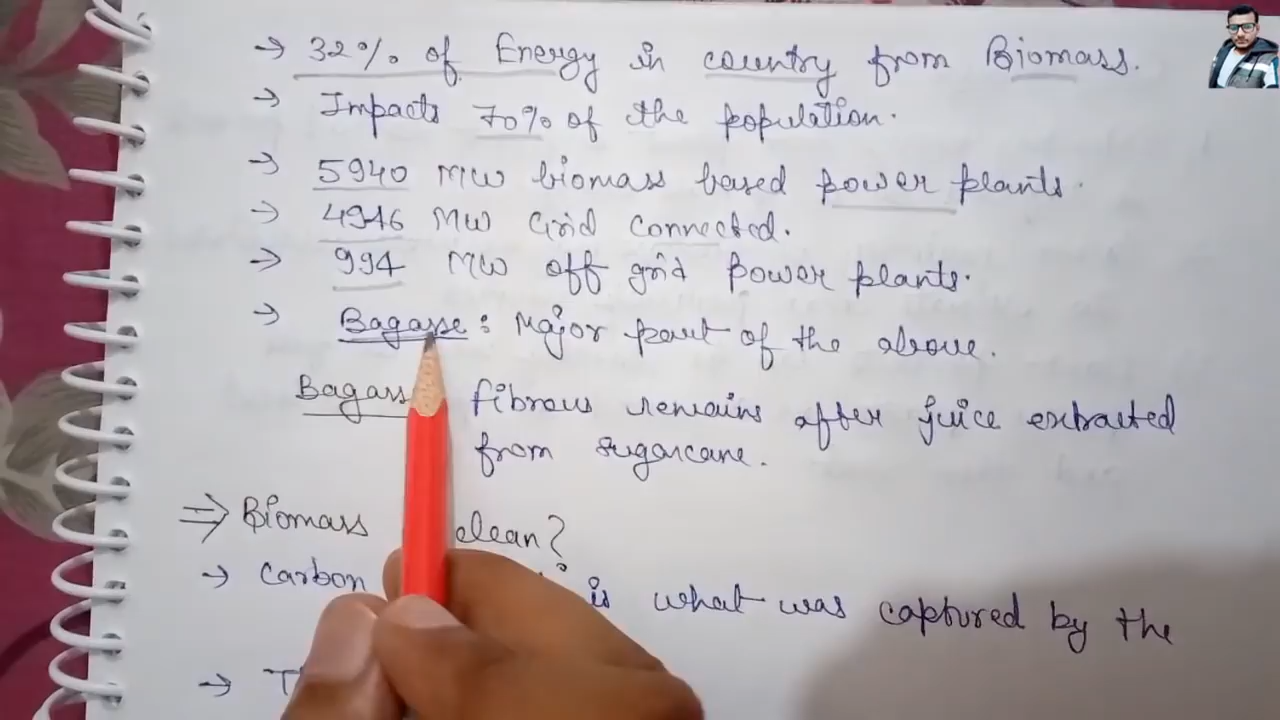 → 32% of Energy in country from Biomass.
→ Impacts 70% of the population.
→ 5940 MW biomass based power plants.
→ 4946 MW Grid connected.
→ 994 MW off grid power plants.
→ Bagasse: Major part of the above.
Bagass fibrous remains after juice extracted
from sugarcane.
⇒ Biomass clean?
→ Carbon is what was captured by the
→